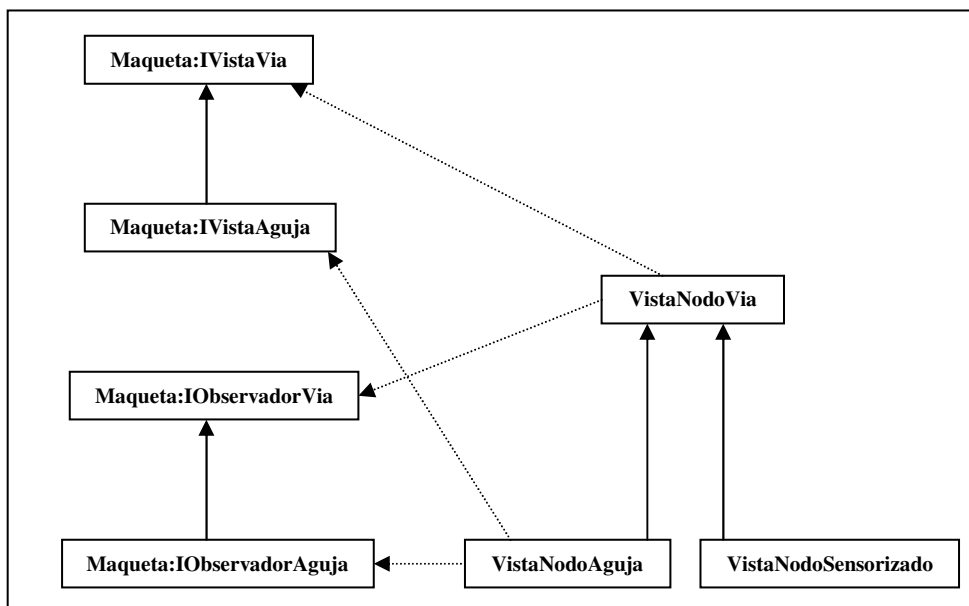 Maqueta:IVistaVia
Maqueta:IVistaAguja
VistaNodoVia
Maqueta:IObservadorVia
Maqueta:IObservadorAguja
VistaNodoAguja
VistaNodoSensorizado